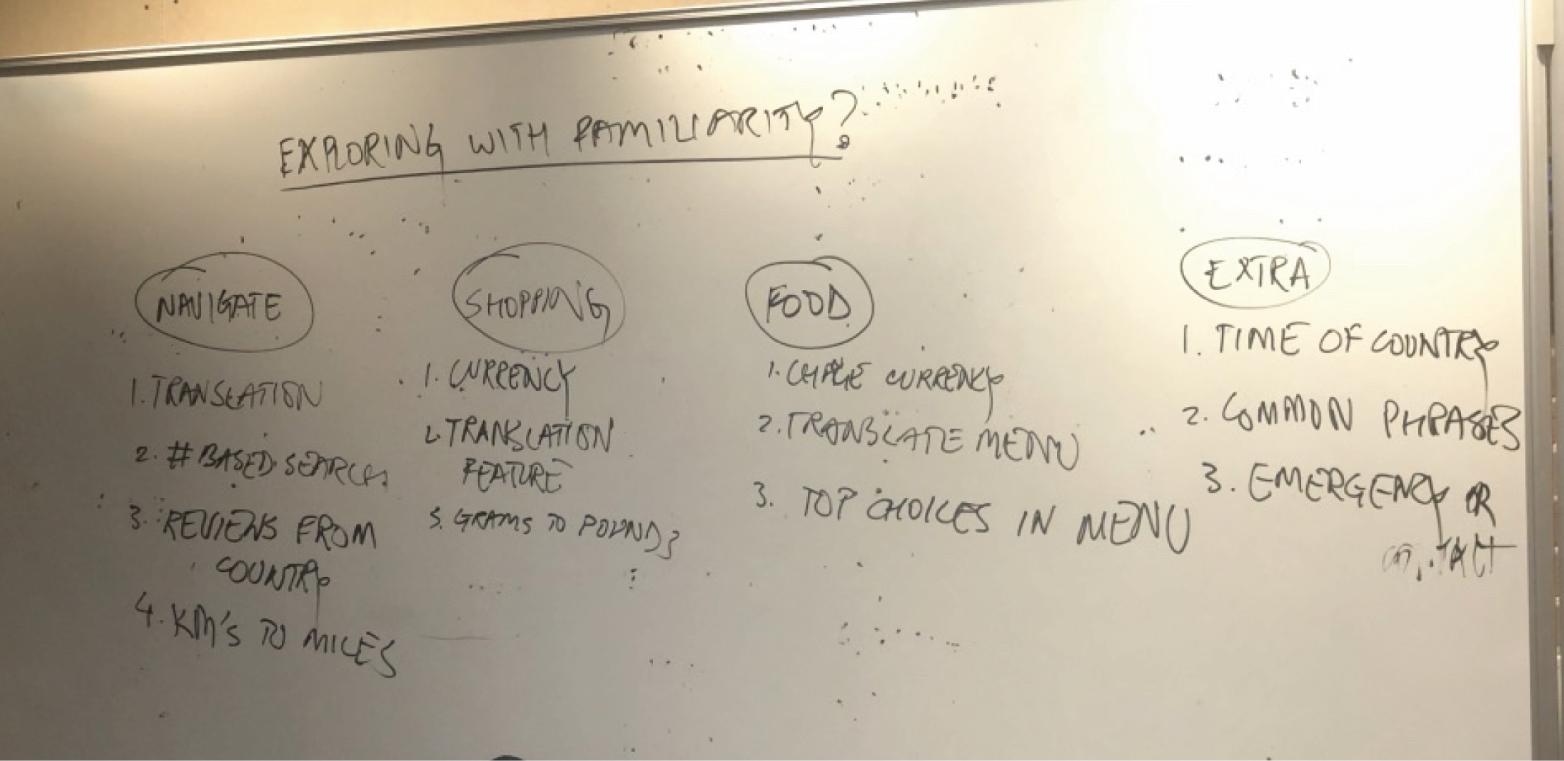 EXPLORING WITH FAMILIARITY?
NAVIGATE
1. TRANSLATION
2. # BASED SEARCH
3. REVIEWS FROM
COUNTRY
4. KM'S TO MILES
SHOPPING
1. CURRENCY
2. TRANSLATION
FEATURE
3. GRAMS TO POUNDS
FOOD
1. CURRENCY
2. TRANSLATE MENU
3. TOP CHOICES IN MENU
EXTRA
1. TIME OF COUNTRY
2. COMMON PHRASES
3. EMERGENCY OR